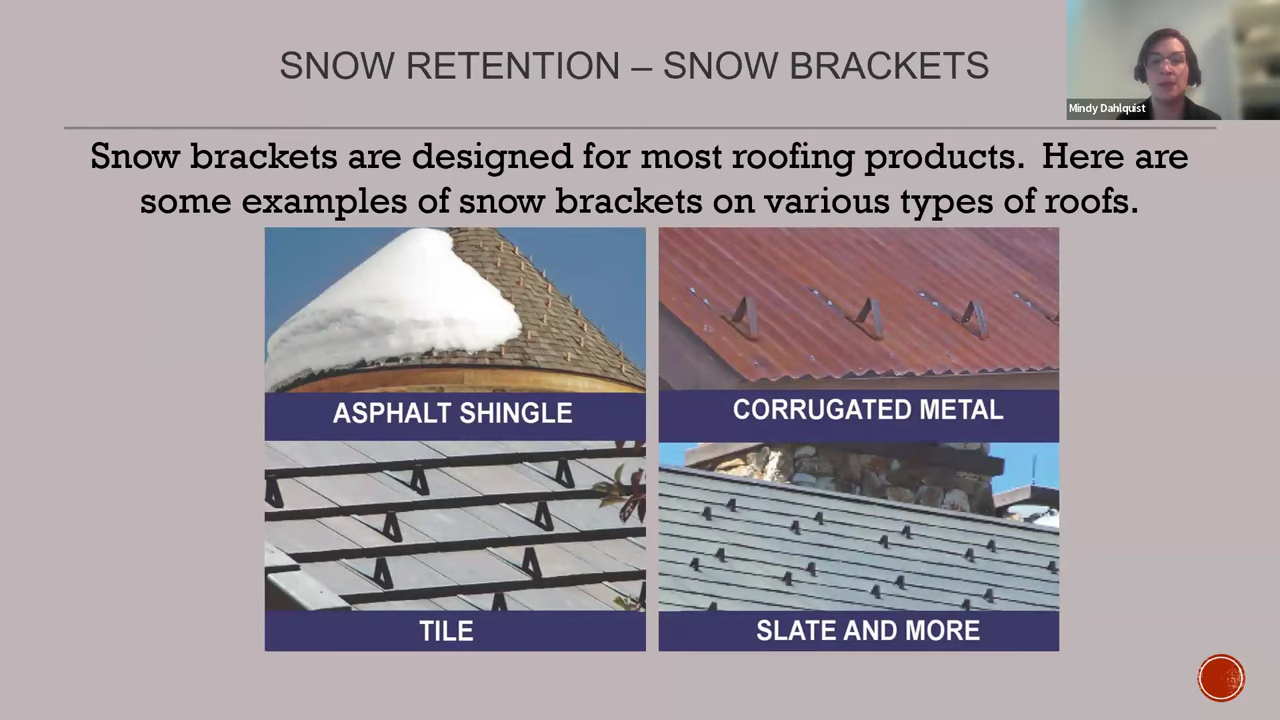 SNOW RETENTION – SNOW BRACKETS
Mindy Dahlquist
Snow brackets are designed for most roofing products.  Here are
some examples of snow brackets on various types of roofs.
ASPHALT SHINGLE
CORRUGATED METAL
TILE
SLATE AND MORE